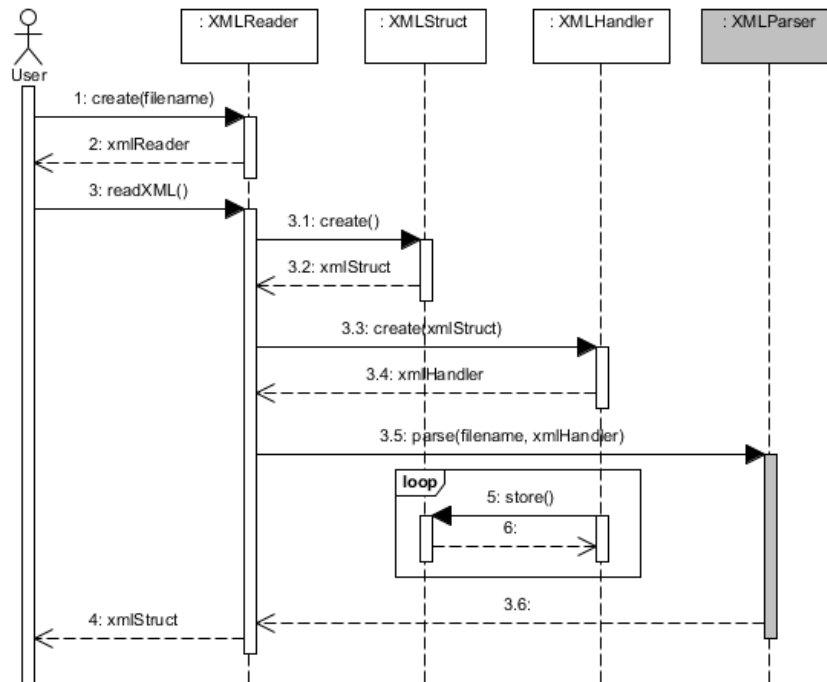 : XMLReader
: XMLStruct
: XMLHandler
: XMLParser
User
1: create(filename)
2: xmlReader
3: readXML()
3.1: create()
3.2: xmlStruct
3.3: create(xmlStruct)
3.4: xmlHandler
3.5: parse(filename, xmlHandler)
loop
5: store()
6:
3.6:
4: xmlStruct